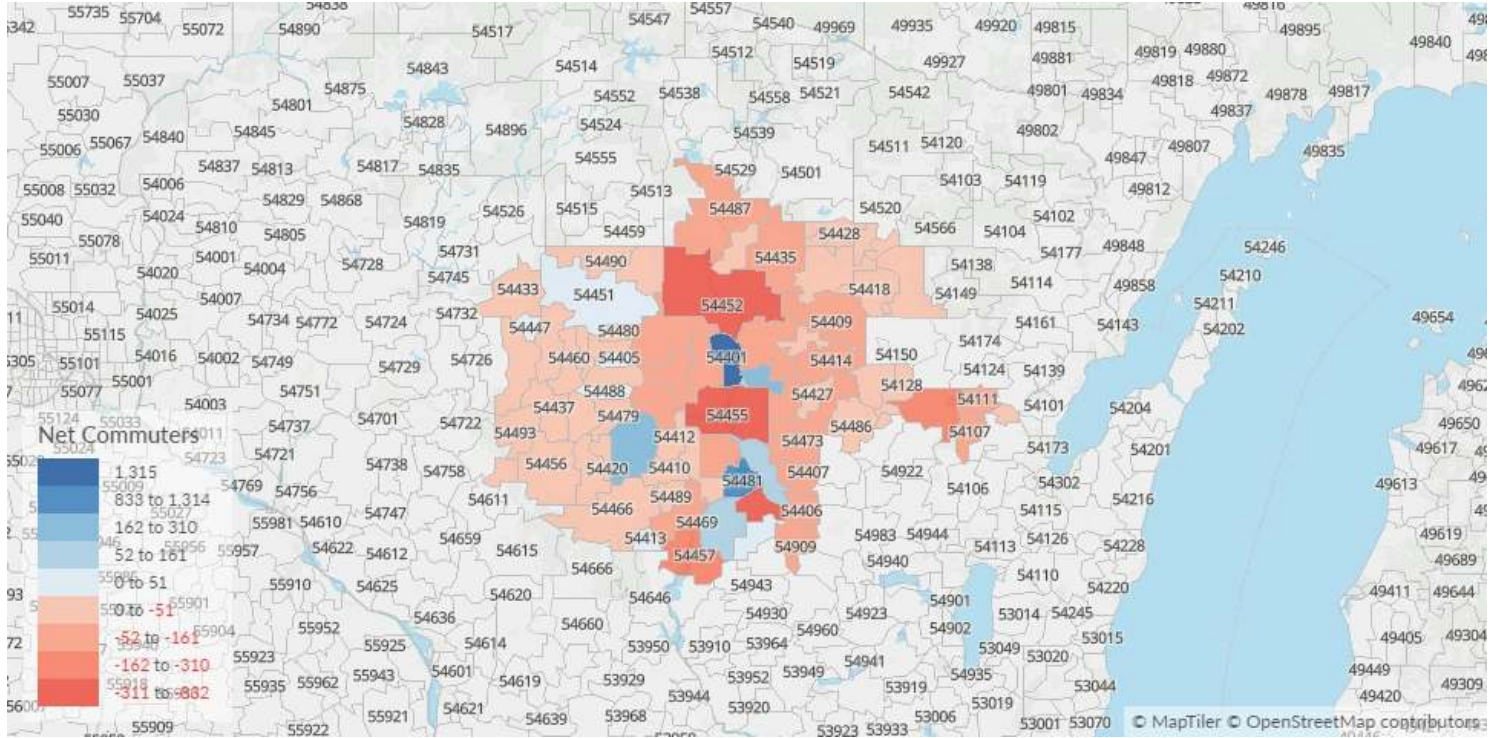 55735 55704 55072 54890 54838 54517 54547 54557 54540 49969 54935 49920 49815 49895 49840
54512 54519 49927 49881 49819 49880
55007 55037 54843 54514 49818 49872
54875 54801 54552 54538 54558 54521 54542 49801 49834 49878 49817
55030 54828 54896 54524 54539 49802 49837
55006 55067 54840 54845 54555 54511 54120 49847 49807 49835
54837 54813 54817 54835 54529 54501
55008 55032 54006 54829 54868 54513 54103 54119 49812
55040 54024 54810 54819 54526 54515 54487 54520 54102
55078 54805 54459 54428 54566 54104 49848 54246
55011 54001 54731 54490 54435 54177
54020 54004 54728 54745 54433 54451 54418 54138 54114 49858 54210
55014 54007 54452 54149 54211
54025 54734 54772 54724 54732 54447 54480 54409 54161 54143 54202 49654
55115 54174
55101 54016 54002 54749 54729 54726 54460 54405 54401 54414 54150 54124 54139
55001 54488 54128
55077 54003 54751 54437 54427 54111 54101 54204
55124 55033 54011 54737 54701 54722 54479 54455 54486 54107 49650
Net Commuters
55024 54723 54721 54493 54412 54473 54173 54201 49617
54738 54758 54456 54420 54410 54407 54922
1,315
55009 54769 54756 54611 54481 54106 54302 49613
833 to 1,314
55027 54747 54466 54489 54406 54115 54216
162 to 310
55981 54610 54469 49619
52 to 161
55956 55957 54622 54612 54659 54615 54413 54457 54909 54983 54944 54113 54126 54228 49689
0 to 51
55910 54625 54620 54666 54646 54943 54940 54110 54220 49411 49644
0 to -51
55901 54636 54660 54930 54923 54901 53014 54245
-52 to -161
55904 55952 55925 54614 53950 53910 53964 54960 54902 53049 53015 49405 49304
-162 to -310
55923 55943 54601 54619 53929 53952 53949 54941 54935 53020 49449 49309
-311 to -832
55935 55962 53944 53919 53044 49420
55909 55922 55921 54621 54639 53968 53920 53923 53933 53006 53019 53001 53070
© MapTiler © OpenStreetMap contributors